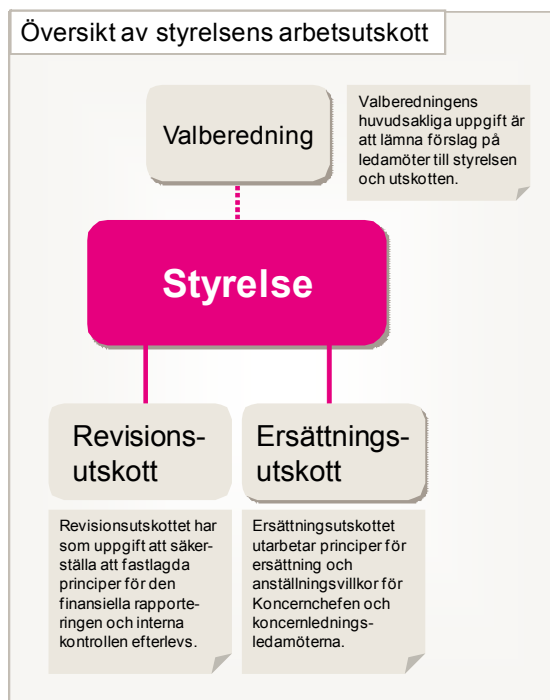 Översikt av styrelsens arbetsutskott
Valberedning
Valberedningens
huvudsakliga uppgift är
att lämna förslag på
ledamöter till styrelsen
och utskotten.
Styrelse
Revisions-
utskott
Ersättnings-
utskott
Revisionsutskottet har
som uppgift att säker-
ställa att fastlagda
principer för den
finansiella rapporte-
ringen och interna
kontrollen efterlevs.
Ersättningsutskottet
utarbetar principer för
ersättning och
anställningsvillkor för
Koncernchefen och
koncernlednings-
ledamöterna.